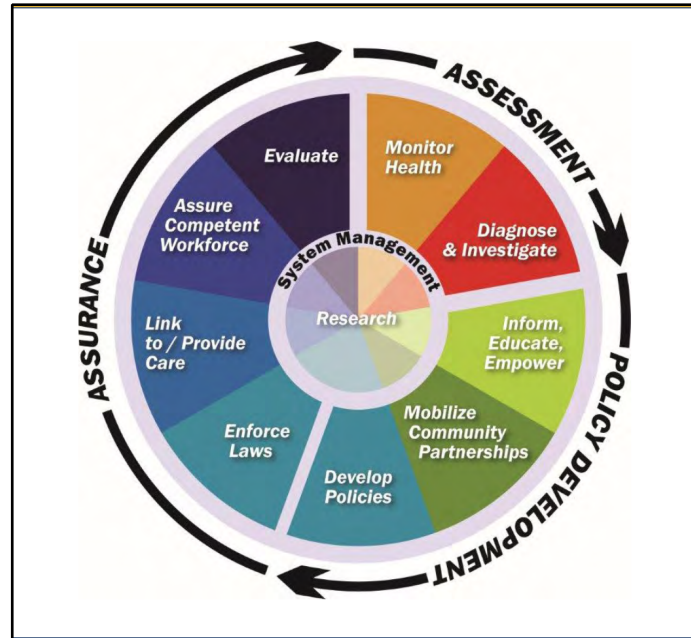 ASSESSMENT
POLICY DEVELOPMENT
ASSURANCE
Monitor
Health
Diagnose
& Investigate
Inform,
Educate,
Empower
Mobilize
Community
Partnerships
Develop
Policies
Enforce
Laws
Link
to / Provide
Care
Assure
Competent
Workforce
Evaluate
System Management
Research